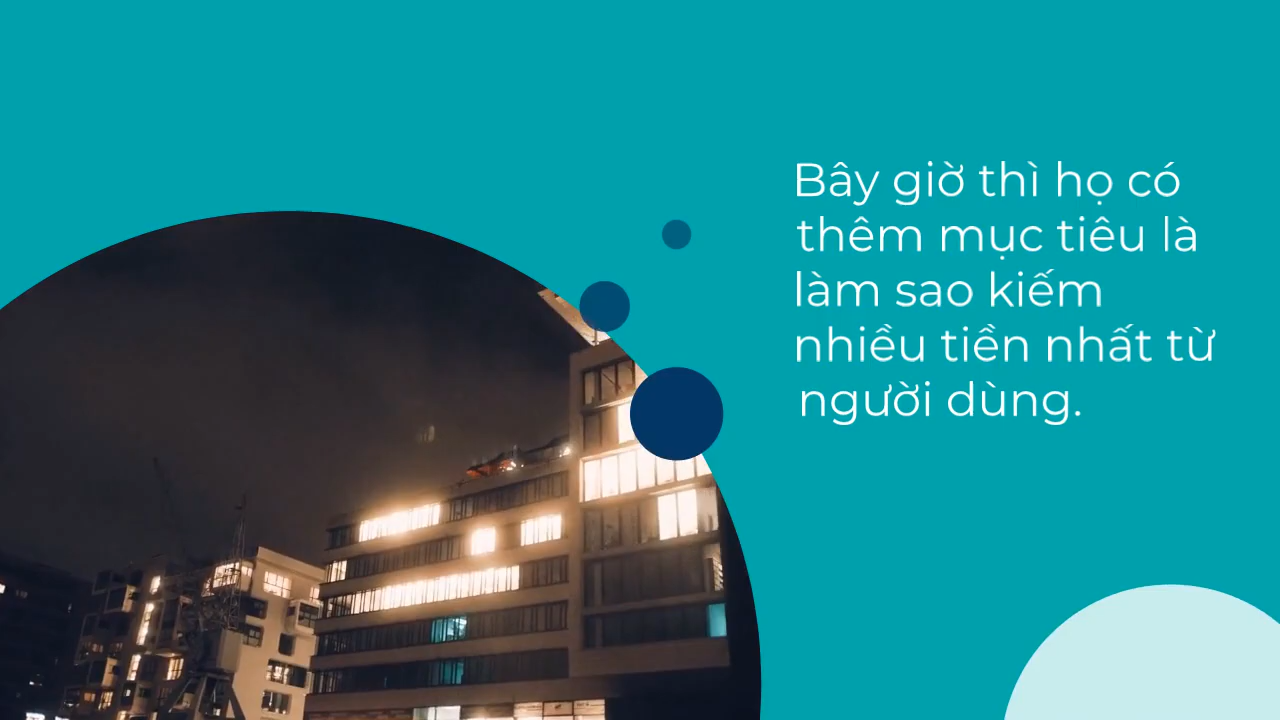 Bây giờ thì họ có
thêm mục tiêu là
làm sao kiếm
nhiều tiền nhất từ
người dùng.